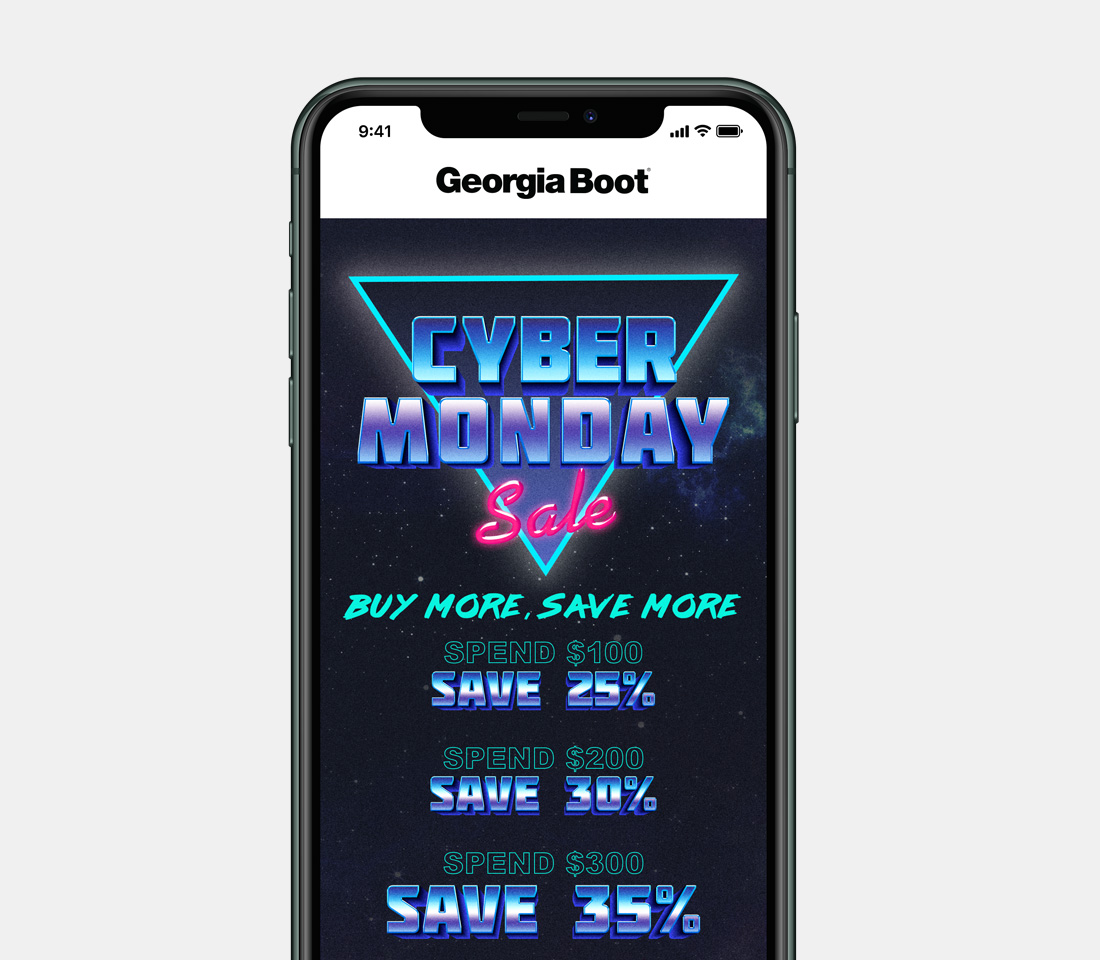 9:41
Georgia Boot
CYBER
MONDAY
Sale
BUY MORE, SAVE MORE
SPEND $100
SAVE 25%
SPEND $200
SAVE 30%
SPEND $300
SAVE 35%